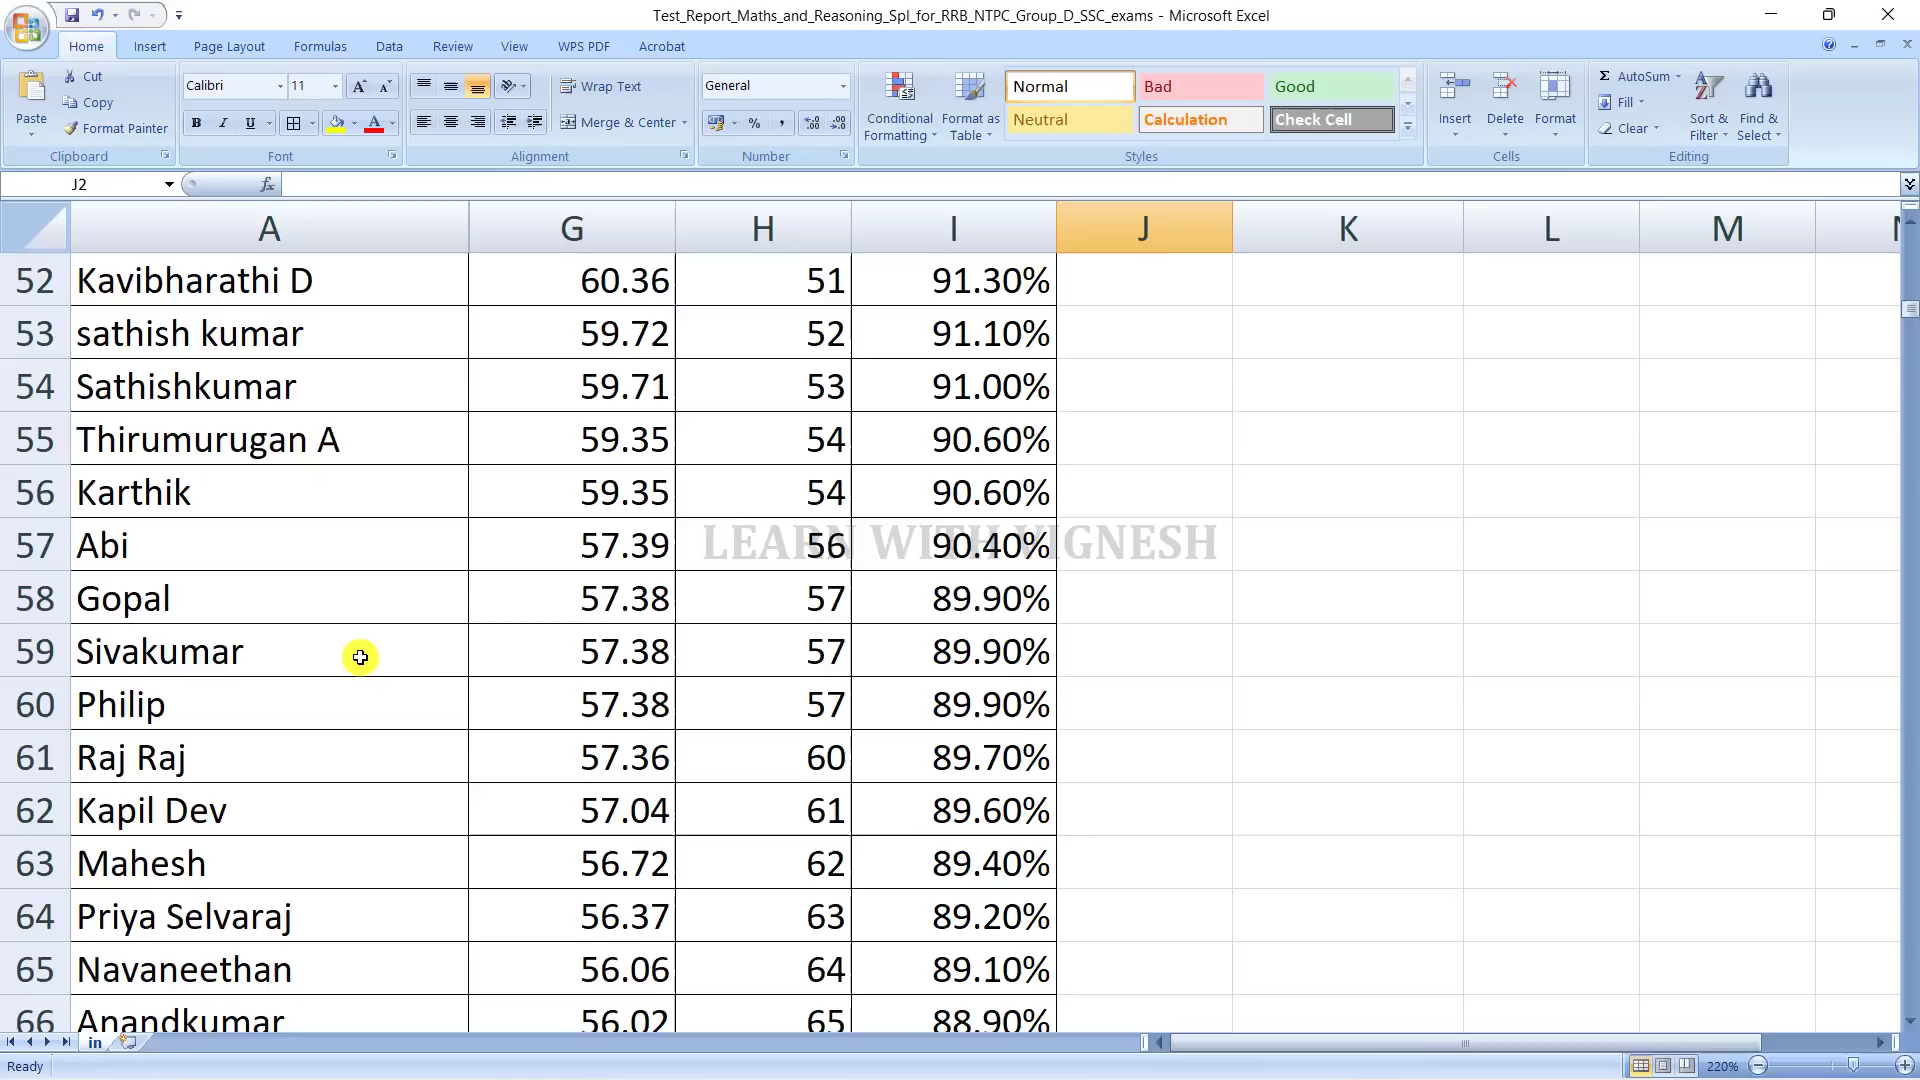 Test_Report_Maths_and_Reasoning_Spl_for_RRB_NTPC_Group_D_SSC_exams - Microsoft Excel
Home Insert Page Layout Formulas Data Review View WPS PDF Acrobat
Paste Cut Copy Format Painter Clipboard
Calibri 11 B I U A Font
Wrap Text Merge & Center Alignment
General % , Number
Conditional Formatting Format as Table Normal Bad Good Neutral Calculation Check Cell Styles
Insert Delete Format Cells
Σ AutoSum Fill Clear Sort & Filter Find & Select Editing
J2 fx
A G H I J K L M N
52 Kavibharathi D 60.36 51 91.30%
53 sathish kumar 59.72 52 91.10%
54 Sathishkumar 59.71 53 91.00%
55 Thirumurugan A 59.35 54 90.60%
56 Karthik 59.35 54 90.60%
57 Abi 57.39 56 90.40%
LEARN WITH VIGNESH
58 Gopal 57.38 57 89.90%
59 Sivakumar 57.38 57 89.90%
60 Philip 57.38 57 89.90%
61 Raj Raj 57.36 60 89.70%
62 Kapil Dev 57.04 61 89.60%
63 Mahesh 56.72 62 89.40%
64 Priya Selvaraj 56.37 63 89.20%
65 Navaneethan 56.06 64 89.10%
66 Anandkumar 56.02 65 88.90%
in
Ready 220%